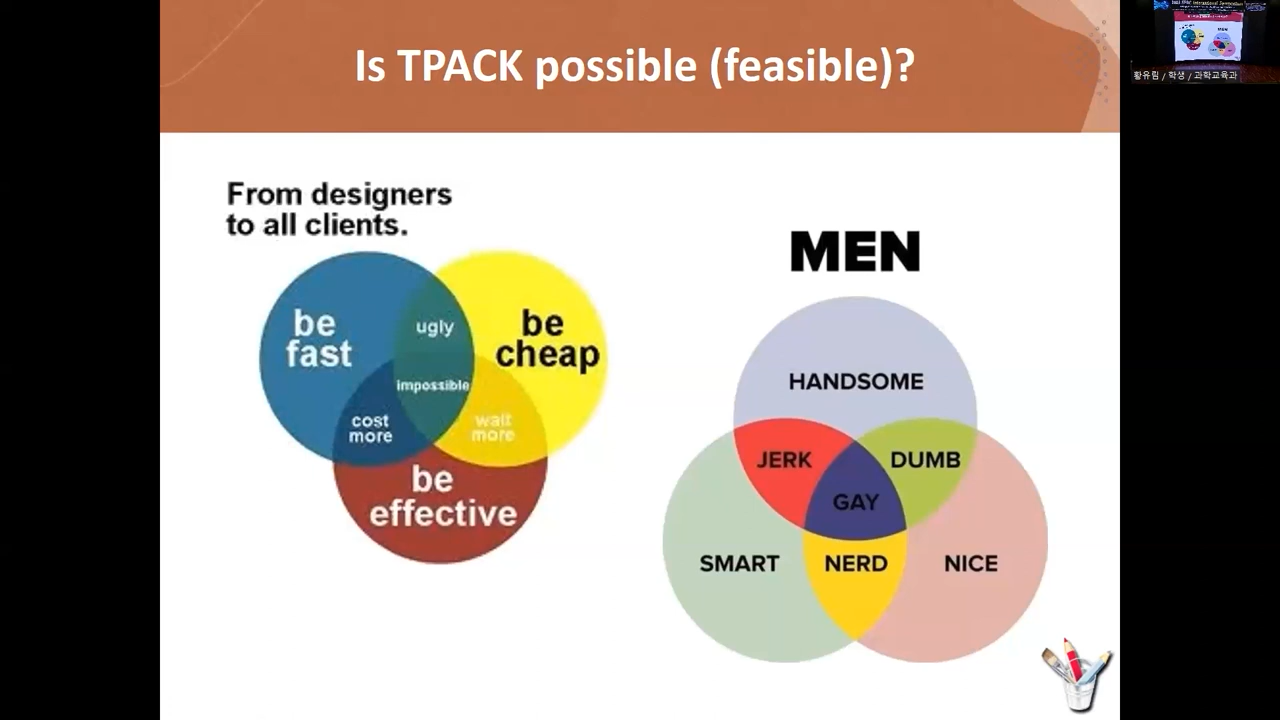 Is TPACK possible (feasible)?
From designers
to all clients.
be
fast
ugly
be
cheap
impossible
cost
more
wait
more
be
effective
MEN
HANDSOME
JERK
DUMB
GAY
SMART
NERD
NICE
황유림 / 학생 / 과학교육과
MEN